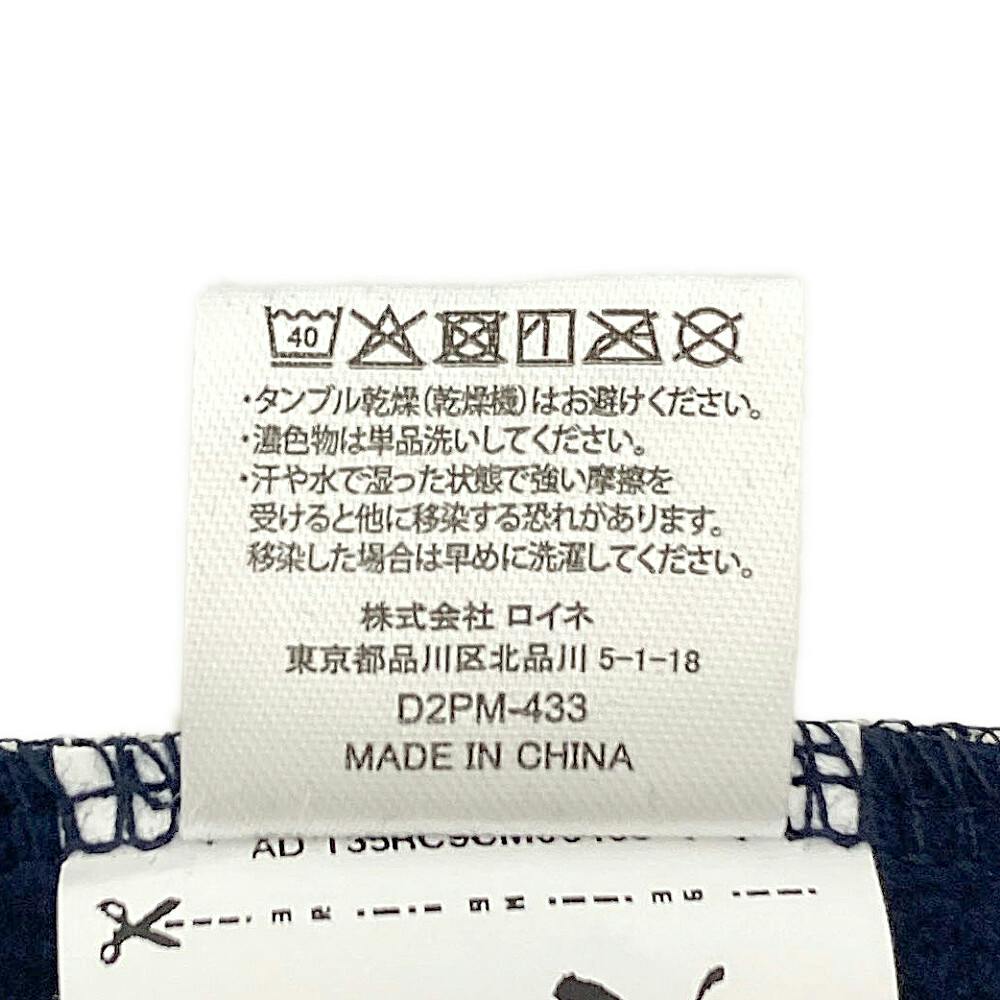 40
・タンブル乾燥（乾燥機）はお避けください。
・濃色物は単品洗いしてください。
・汗や水で湿った状態で強い摩擦を
受けると他に移染する恐れがあります。
移染した場合は早めに洗濯してください。
株式会社 ロイネ
東京都品川区北品川 5-1-18
D2PM-433
MADE IN CHINA